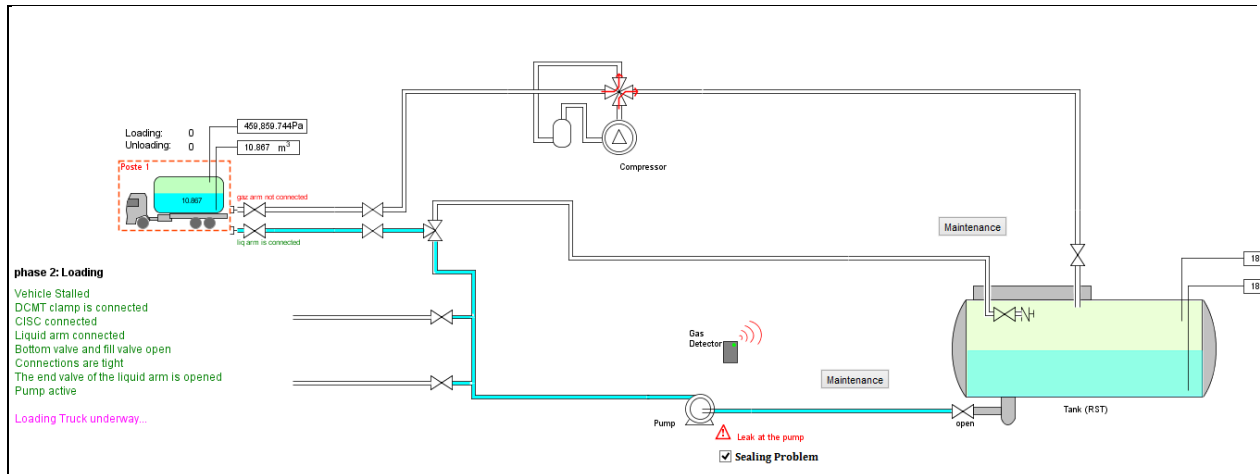 Loading: 0
Unloading: 0
459,859.744Pa
10.867 m3
Poste 1
10.867
gaz arm not connected
liq arm is connected
Compressor
Maintenance
18
18
phase 2: Loading
Vehicle Stalled
DCMT clamp is connected
CISC connected
Liquid arm connected
Bottom valve and fill valve open
Connections are tight
The end valve of the liquid arm is opened
Pump active
Loading Truck underway...
Gas
Detector
Maintenance
Pump
open
Tank (RST)
Leak at the pump
Sealing Problem